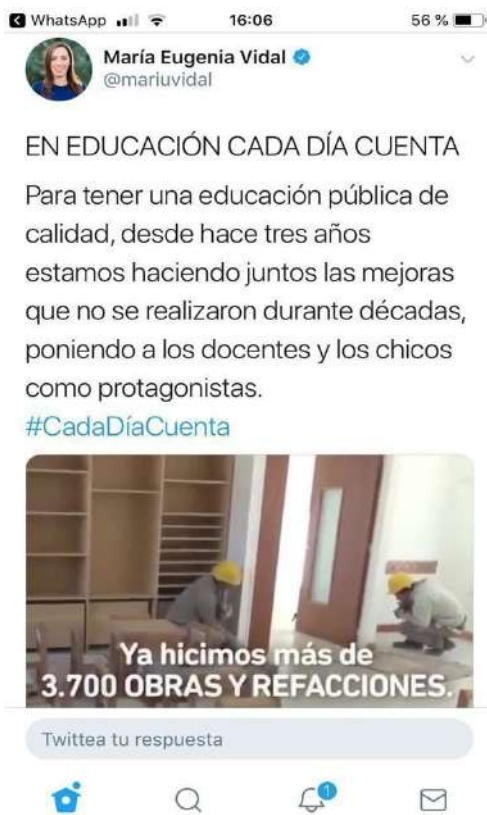 WhatsApp 16:06 56 %
María Eugenia Vidal
@mariuvidal
EN EDUCACIÓN CADA DÍA CUENTA
Para tener una educación pública de
calidad, desde hace tres años
estamos haciendo juntos las mejoras
que no se realizaron durante décadas,
poniendo a los docentes y los chicos
como protagonistas.
#CadaDíaCuenta
Ya hicimos más de
3.700 OBRAS Y REFACCIONES.
Twittea tu respuesta
1